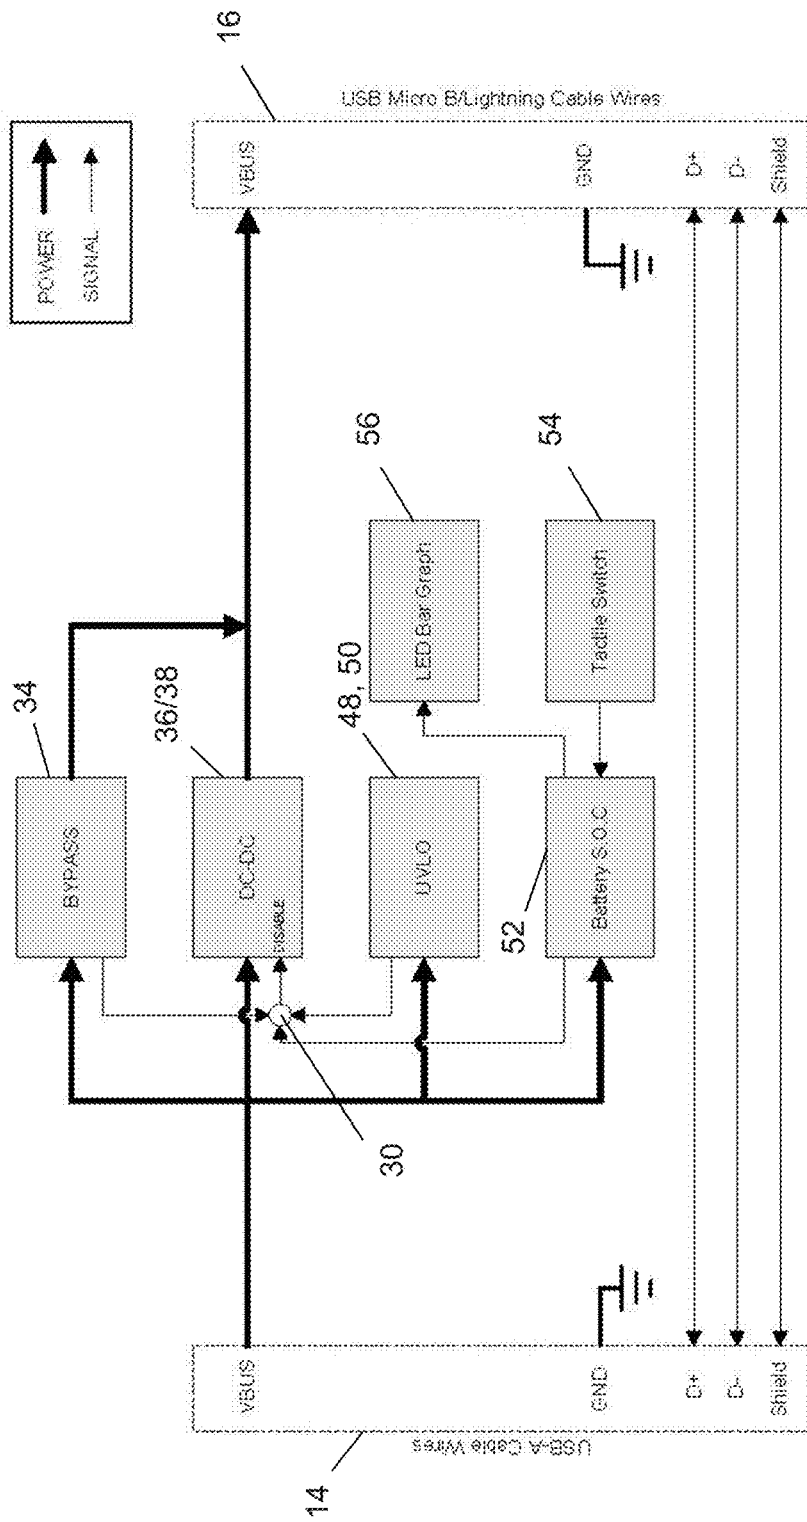 POWER
SIGNAL
16
USB Micro B/Lightning Cable Wires
VBUS
GND
D+
D-
Shield
34
BYPASS
36/38
DC-DC
DISABLE
48, 50
UVLO
52
Battery S.O.C
56
LED Bar Graph
54
Tactile Switch
30
14
USB-A Cable Wires
VBUS
GND
D+
D-
Shield